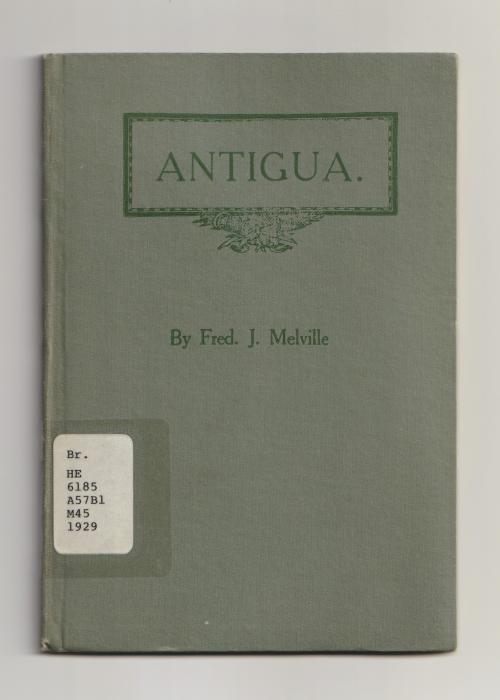 ANTIGUA.
By Fred. J. Melville
Br.
HE
6185
A57B1
M45
1929